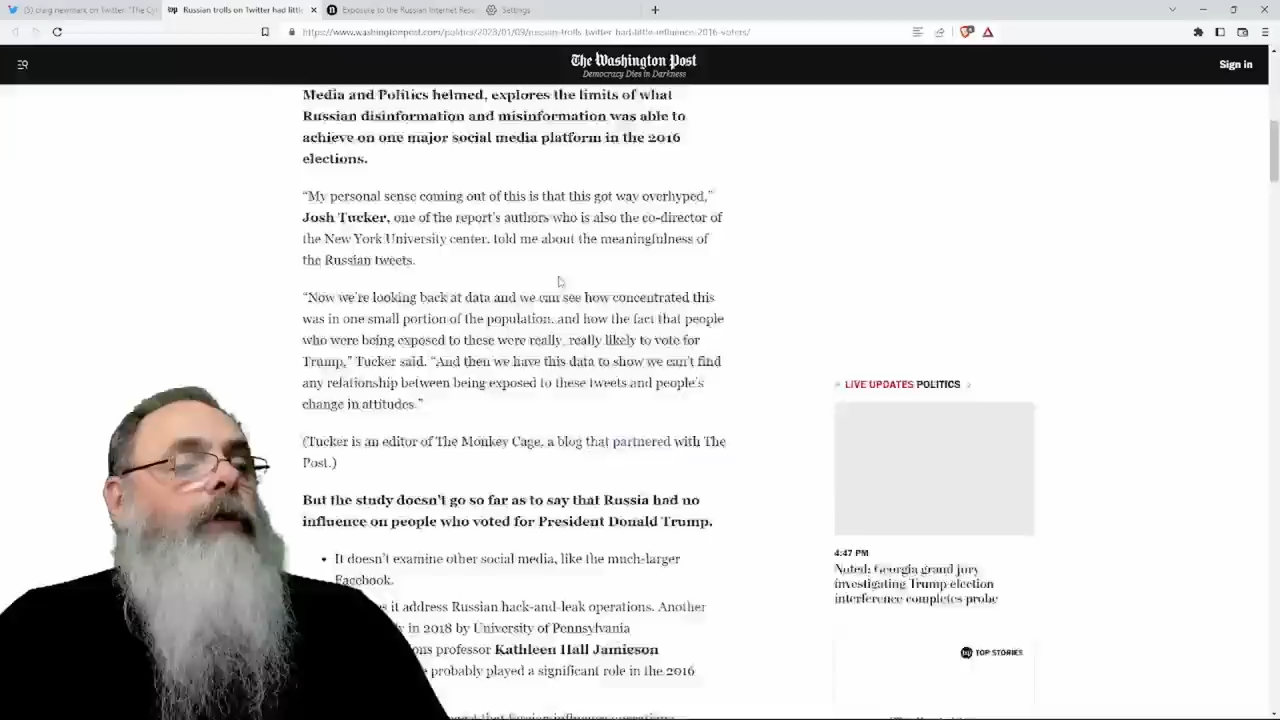 (5) craig newmark on Twitter: "The Cy
Russian trolls on Twitter had littl
Exposure to the Russian Internet Rese
Settings
https://www.washingtonpost.com/politics/2023/01/09/russian-trolls-twitter-had-little-influence-2016-voters/
The Washington Post
Democracy Dies in Darkness
Sign in
Media and Politics helmed, explores the limits of what
Russian disinformation and misinformation was able to
achieve on one major social media platform in the 2016
elections.
“My personal sense coming out of this is that this got way overhyped,”
Josh Tucker, one of the report's authors who is also the co-director of
the New York University center, told me about the meaningfulness of
the Russian tweets.
“Now we're looking back at data and we can see how concentrated this
was in one small portion of the population, and how the fact that people
who were being exposed to these were really, really likely to vote for
Trump,” Tucker said. “And then we have this data to show we can't find
any relationship between being exposed to these tweets and people's
change in attitudes.”
(Tucker is an editor of The Monkey Cage, a blog that partnered with The
Post.)
But the study doesn't go so far as to say that Russia had no
influence on people who voted for President Donald Trump.
• It doesn't examine other social media, like the much-larger
Facebook.
it address Russian hack-and-leak operations. Another
in 2018 by University of Pennsylvania
professor Kathleen Hall Jamieson
probably played a significant role in the 2016
LIVE UPDATES POLITICS
4:47 PM
Noted: Georgia grand jury
investigating Trump election
interference completes probe
wp TOP STORIES